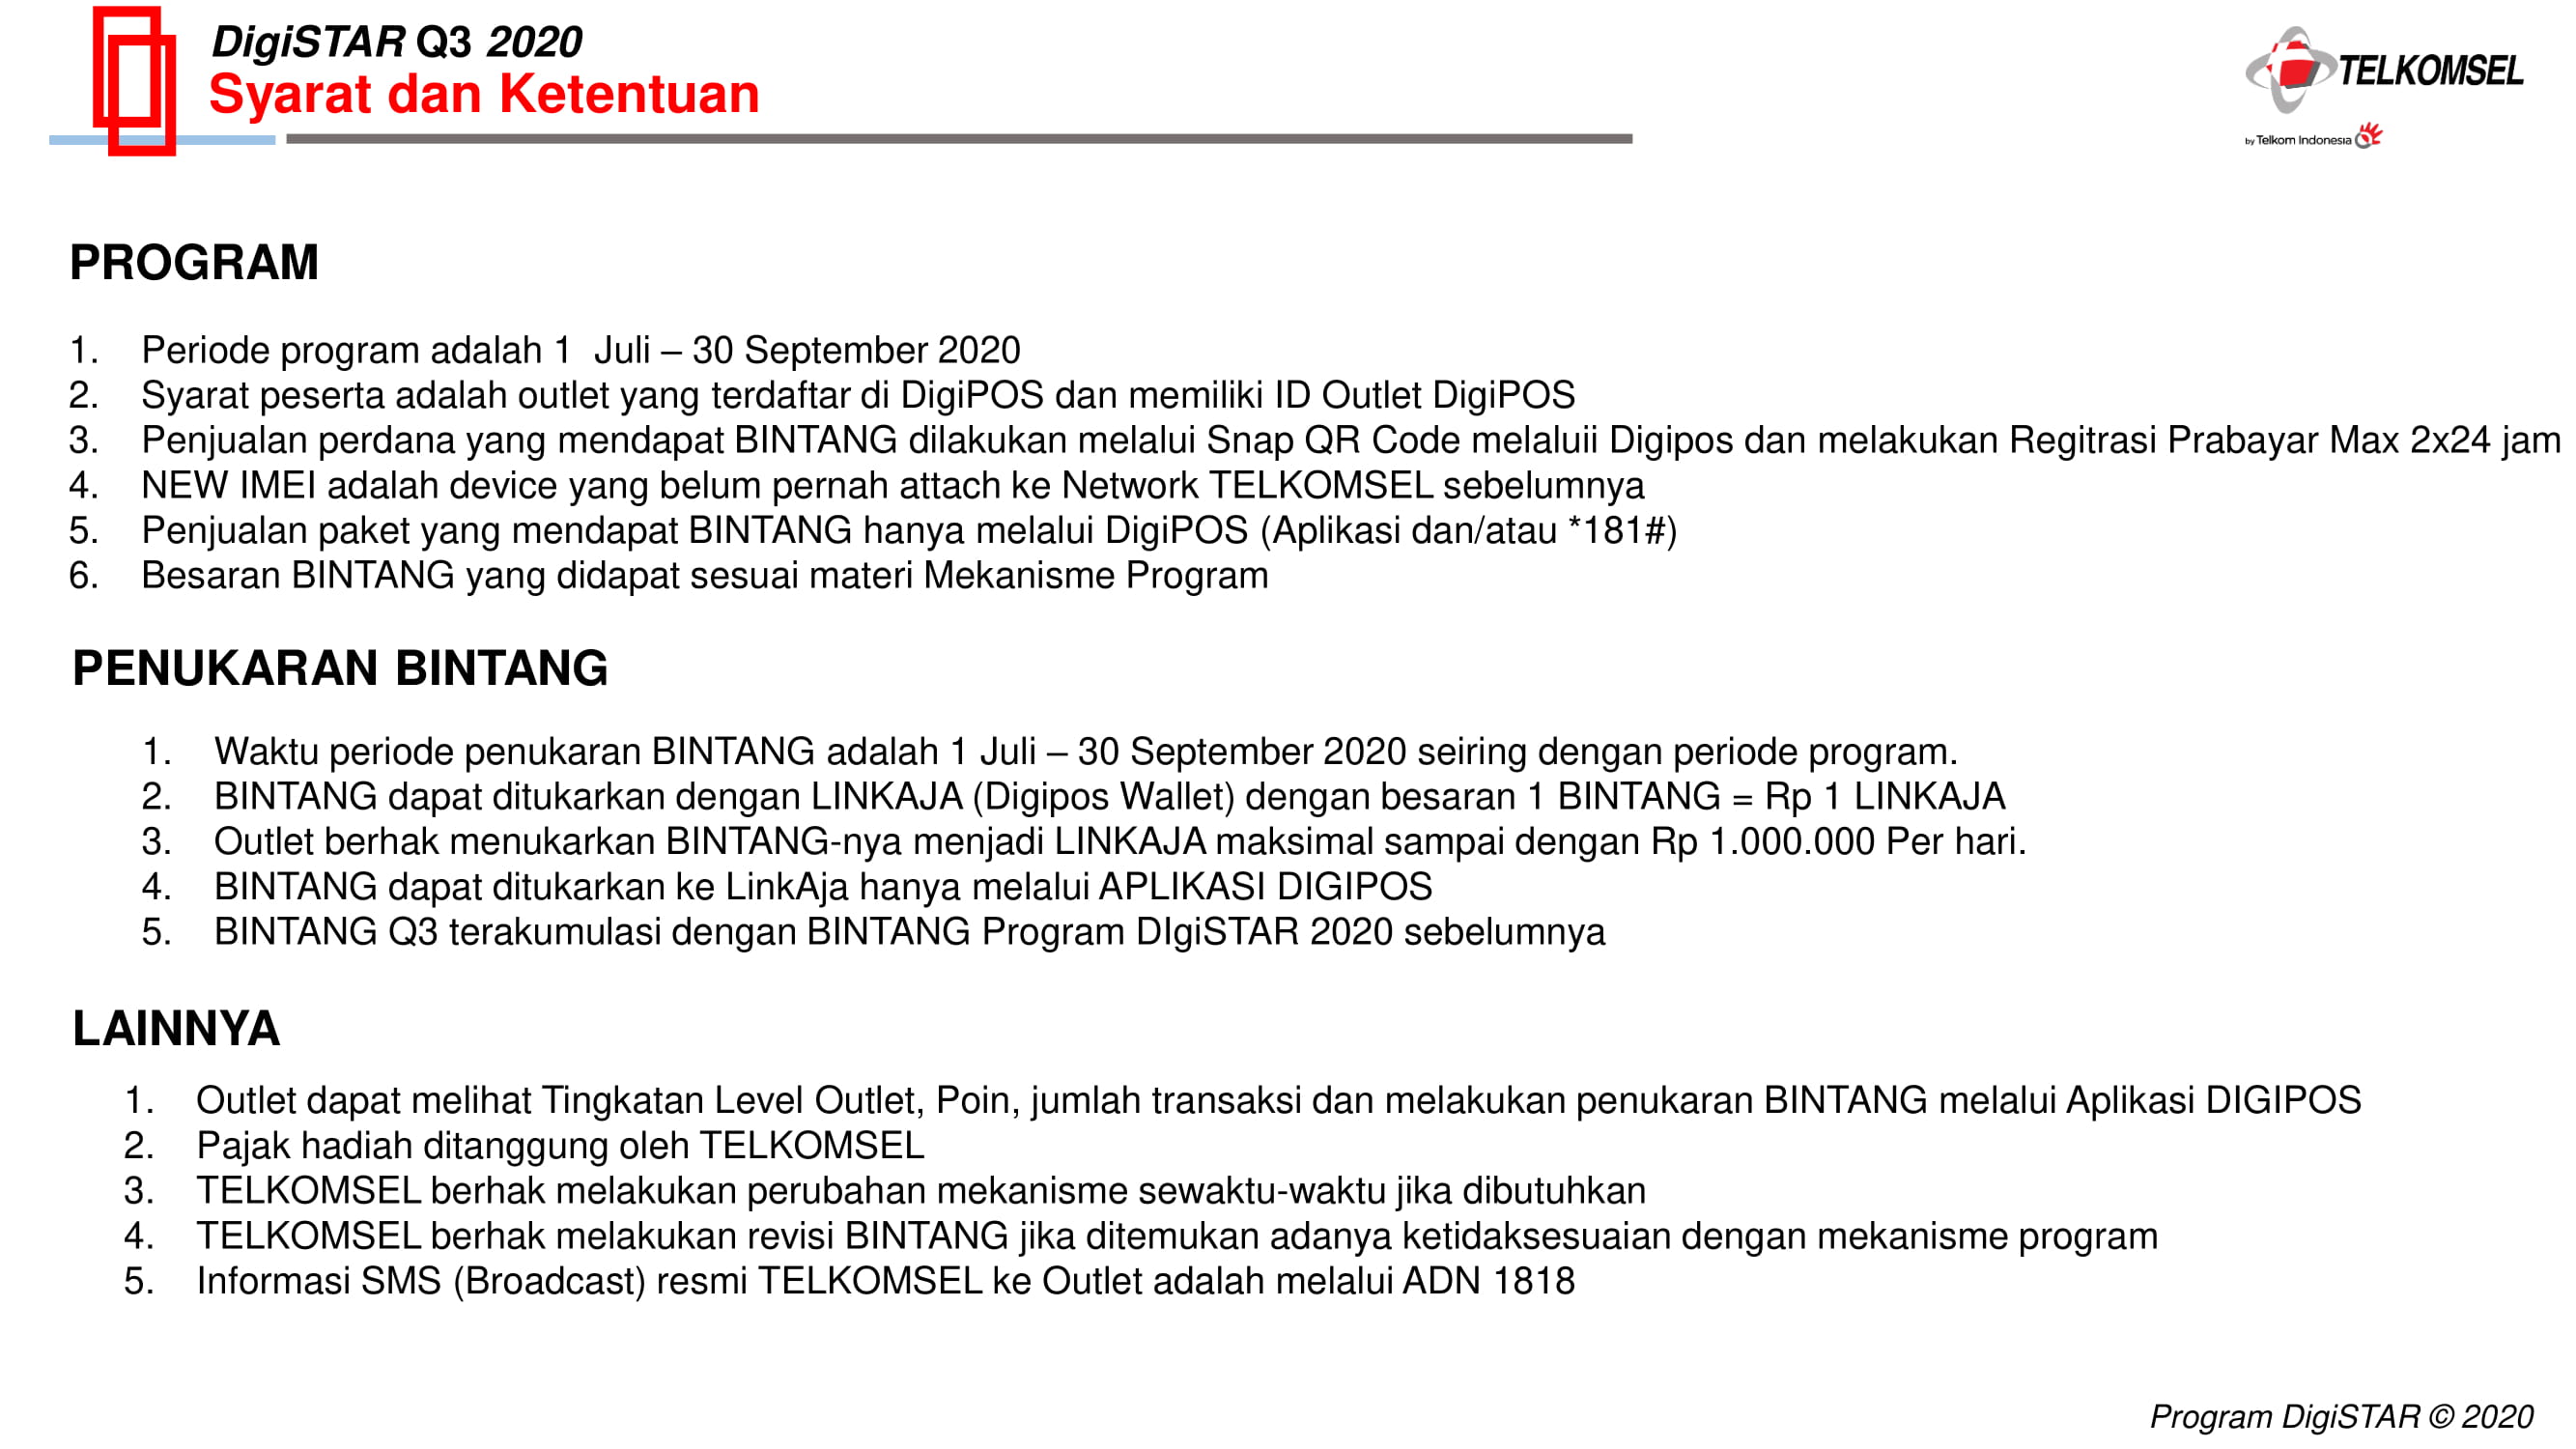 DigiSTAR Q3 2020
Syarat dan Ketentuan
TELKOMSEL
by Telkom Indonesia
PROGRAM
1. Periode program adalah 1 Juli – 30 September 2020
2. Syarat peserta adalah outlet yang terdaftar di DigiPOS dan memiliki ID Outlet DigiPOS
3. Penjualan perdana yang mendapat BINTANG dilakukan melalui Snap QR Code melaluii Digipos dan melakukan Regitrasi Prabayar Max 2x24 jam
4. NEW IMEI adalah device yang belum pernah attach ke Network TELKOMSEL sebelumnya
5. Penjualan paket yang mendapat BINTANG hanya melalui DigiPOS (Aplikasi dan/atau *181#)
6. Besaran BINTANG yang didapat sesuai materi Mekanisme Program
PENUKARAN BINTANG
1. Waktu periode penukaran BINTANG adalah 1 Juli – 30 September 2020 seiring dengan periode program.
2. BINTANG dapat ditukarkan dengan LINKAJA (Digipos Wallet) dengan besaran 1 BINTANG = Rp 1 LINKAJA
3. Outlet berhak menukarkan BINTANG-nya menjadi LINKAJA maksimal sampai dengan Rp 1.000.000 Per hari.
4. BINTANG dapat ditukarkan ke LinkAja hanya melalui APLIKASI DIGIPOS
5. BINTANG Q3 terakumulasi dengan BINTANG Program DIgiSTAR 2020 sebelumnya
LAINNYA
1. Outlet dapat melihat Tingkatan Level Outlet, Poin, jumlah transaksi dan melakukan penukaran BINTANG melalui Aplikasi DIGIPOS
2. Pajak hadiah ditanggung oleh TELKOMSEL
3. TELKOMSEL berhak melakukan perubahan mekanisme sewaktu-waktu jika dibutuhkan
4. TELKOMSEL berhak melakukan revisi BINTANG jika ditemukan adanya ketidaksesuaian dengan mekanisme program
5. Informasi SMS (Broadcast) resmi TELKOMSEL ke Outlet adalah melalui ADN 1818
Program DigiSTAR © 2020